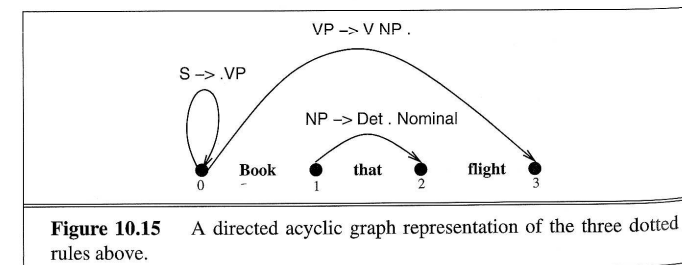 VP –> V NP .
S –> .VP
NP –> Det . Nominal
Book that flight
0 1 2 3
Figure 10.15 A directed acyclic graph representation of the three dotted
rules above.